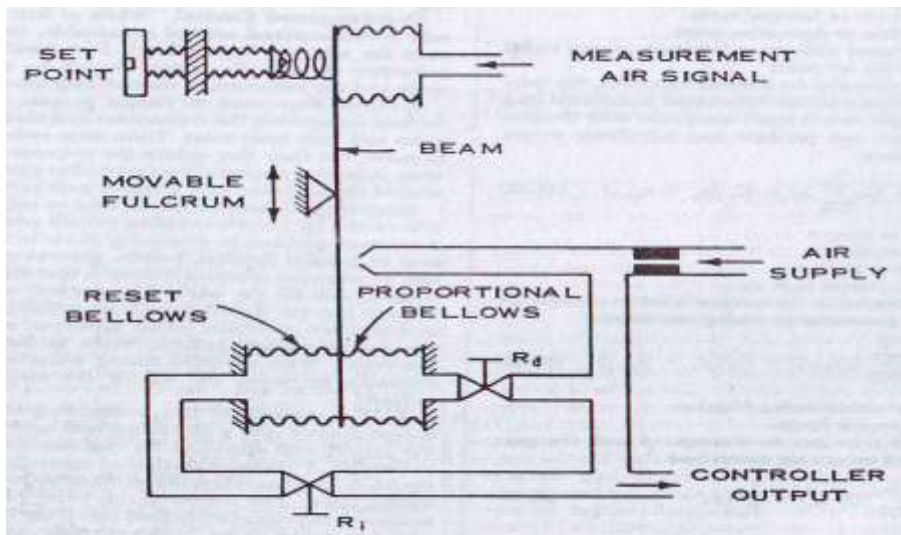 SET
POINT
MEASUREMENT
AIR SIGNAL
BEAM
MOVABLE
FULCRUM
AIR
SUPPLY
RESET
BELLOWS
PROPORTIONAL
BELLOWS
Rd
Ri
CONTROLLER
OUTPUT